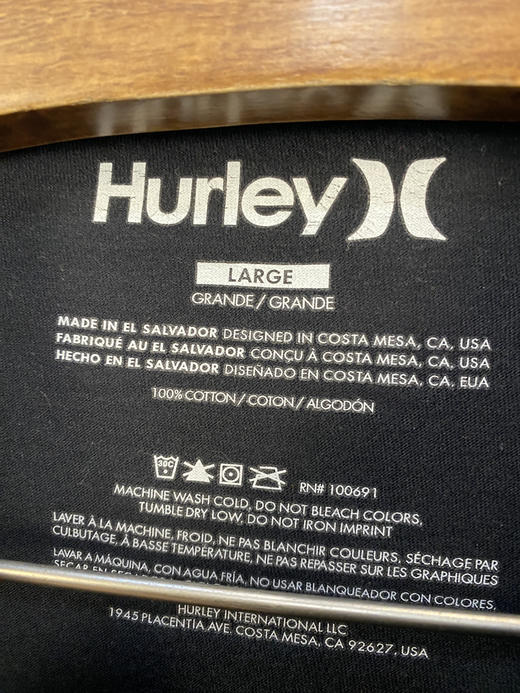 Hurley
LARGE
GRANDE / GRANDE
MADE IN EL SALVADOR DESIGNED IN COSTA MESA, CA, USA
FABRIQUÉ AU EL SALVADOR CONÇU À COSTA MESA, CA, USA
HECHO EN EL SALVADOR DISEÑADO EN COSTA MESA, CA, EUA
100% COTTON / COTON / ALGODÓN
30C RN# 100691
MACHINE WASH COLD, DO NOT BLEACH COLORS,
TUMBLE DRY LOW, DO NOT IRON IMPRINT
LAVER À LA MACHINE, FROID, NE PAS BLANCHIR COULEURS, SÉCHAGE PAR
CULBUTAGE, À BASSE TEMPÉRATURE, NE PAS REPASSER SUR LES GRAPHIQUES
LAVAR A MÁQUINA, CON AGUA FRÍA, NO USAR BLANQUEADOR CON COLORES,
SECAR EN
HURLEY INTERNATIONAL LLC
1945 PLACENTIA AVE. COSTA MESA, CA 92627, USA